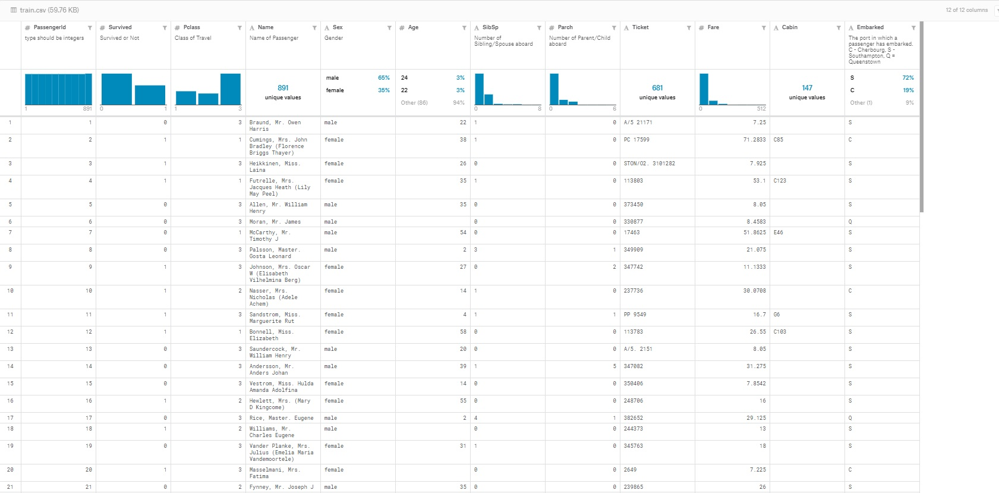 train.csv (59.76 KB)
12 of 12 columns
# PassengerId # Survived # Pclass A Name A Sex # Age A SibSp # Parch A Ticket # Fare A Cabin A Embarked
type should be integers
Survived or Not
Class of Travel
Name of Passenger
Gender
Number of
Sibling/Spouse aboard
Number of Parent/Child
aboard
The port in which a
passenger has embarked.
C - Cherbourg, S -
Southampton, Q =
Queenstown
1 891
0 1
1 3
891
unique values
male 65%
female 35%
24 3%
22 3%
Other (86) 94%
0 8
0 6
681
unique values
0 512
147
unique values
S 72%
C 19%
Other (1) 9%
1 1 0 3 Braund, Mr. Owen male 22 1 0 A/5 21171 7.25 S
Harris
2 2 1 1 Cumings, Mrs. John female 38 1 0 PC 17599 71.2833 C85 C
Bradley (Florence
Briggs Thayer)
3 3 1 3 Heikkinen, Miss. female 26 0 0 STON/O2. 3101282 7.925 S
Laina
4 4 1 1 Futrelle, Mrs. female 35 1 0 113803 53.1 C123 S
Jacques Heath (Lily
May Peel)
5 5 0 3 Allen, Mr. William male 35 0 0 373450 8.05 S
Henry
6 6 0 3 Moran, Mr. James male 0 0 330877 8.4583 Q
7 7 0 1 McCarthy, Mr. male 54 0 0 17463 51.8625 E46 S
Timothy J
8 8 0 3 Palsson, Master. male 2 3 1 349909 21.075 S
Gosta Leonard
9 9 1 3 Johnson, Mrs. Oscar female 27 0 2 347742 11.1333 S
W (Elisabeth
Vilhelmina Berg)
10 10 1 2 Nasser, Mrs. female 14 1 0 237736 30.0708 C
Nicholas (Adele
Achem)
11 11 1 3 Sandstrom, Miss. female 4 1 1 PP 9549 16.7 G6 S
Marguerite Rut
12 12 1 1 Bonnell, Miss. female 58 0 0 113783 26.55 C103 S
Elizabeth
13 13 0 3 Saundercock, Mr. male 20 0 0 A/5. 2151 8.05 S
William Henry
14 14 0 3 Andersson, Mr. male 39 1 5 347082 31.275 S
Anders Johan
15 15 0 3 Vestrom, Miss. Hulda female 14 0 0 350406 7.8542 S
Amanda Adolfina
16 16 1 2 Hewlett, Mrs. (Mary female 55 0 0 248706 16 S
D Kingcome)
17 17 0 3 Rice, Master. Eugene male 2 4 1 382652 29.125 Q
18 18 1 2 Williams, Mr. male 0 0 244373 13 S
Charles Eugene
19 19 0 3 Vander Planke, Mrs. female 31 1 0 345763 18 S
Julius (Emelia Maria
Vandemoortele)
20 20 1 3 Masselmani, Mrs. female 0 0 2649 7.225 C
Fatima
21 21 0 2 Fynney, Mr. Joseph J male 35 0 0 239865 26 S